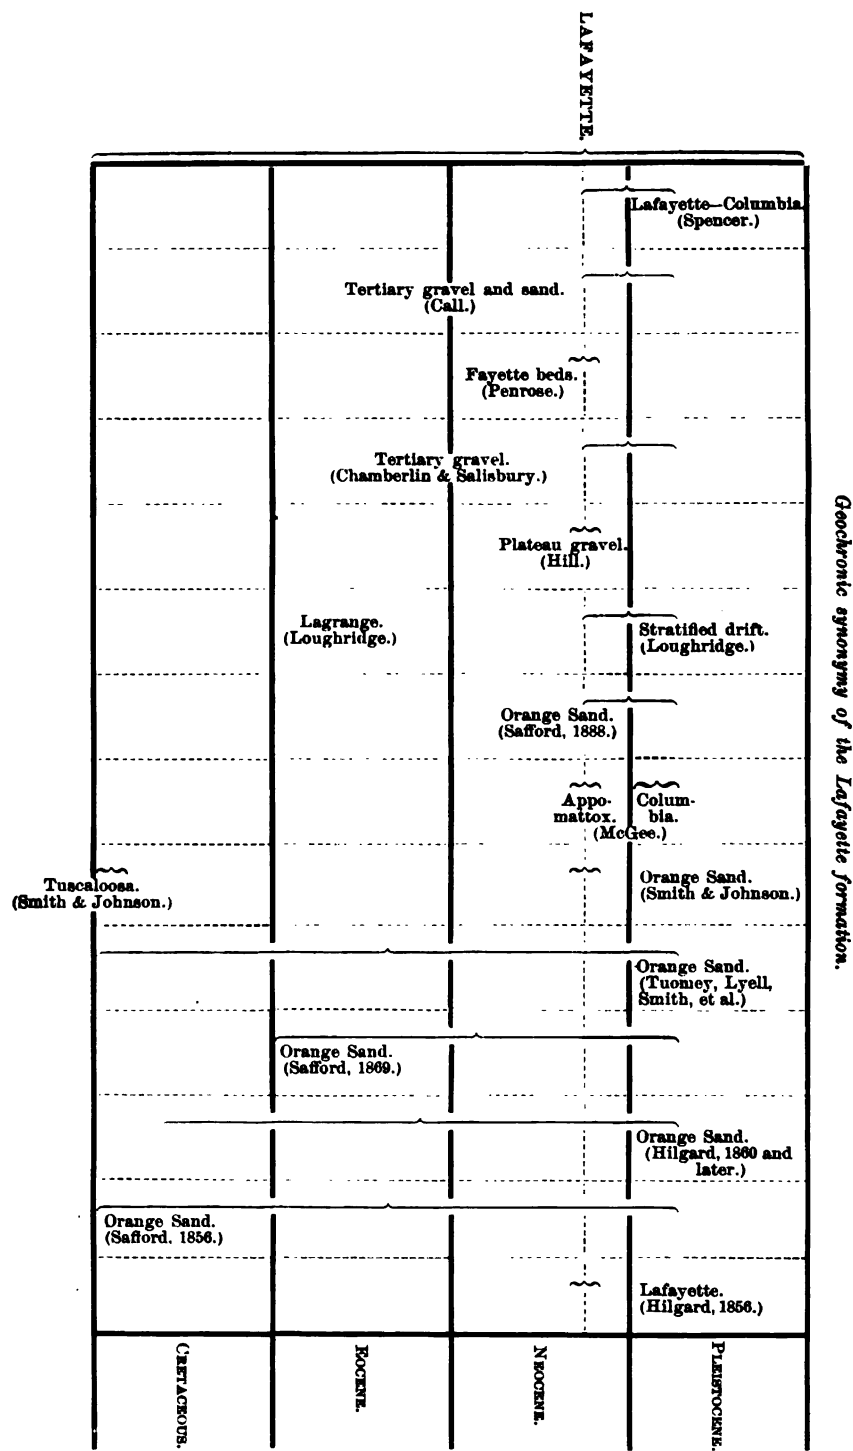 LAFAYETTE.
Lafayette—Columbia.
(Spencer.)
Tertiary gravel and sand.
(Call.)
Fayette beds.
(Penrose.)
Tertiary gravel.
(Chamberlin & Salisbury.)
Plateau gravel.
(Hill.)
Lagrange.
(Loughridge.)
Stratified drift.
(Loughridge.)
Orange Sand.
(Safford, 1888.)
Appo- Colum-
mattox. bia.
(McGee.)
Tuscaloosa.
(Smith & Johnson.)
Orange Sand.
(Smith & Johnson.)
Orange Sand.
(Tuomey, Lyell,
Smith, et al.)
Orange Sand.
(Safford, 1869.)
Orange Sand.
(Hilgard, 1860 and
later.)
Orange Sand.
(Safford, 1856.)
Lafayette.
(Hilgard, 1856.)
CRETACEOUS.
EOCENE.
NEOCENE.
PLEISTOCENE.
Geochronic synonymy of the Lafayette formation.